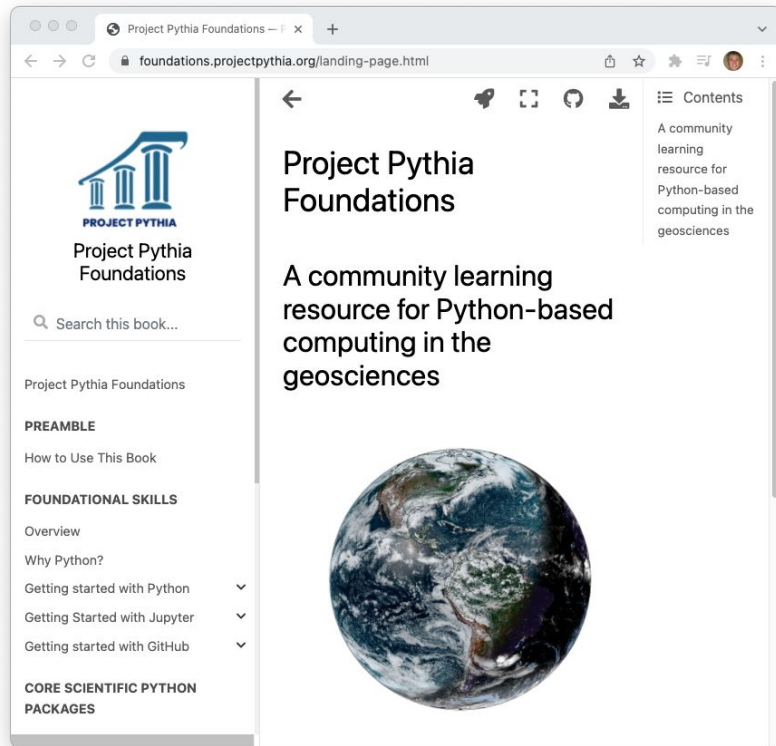 Project Pythia Foundations — P
foundations.projectpythia.org/landing-page.html
PROJECT PYTHIA
Project Pythia
Foundations
Search this book...
Project Pythia Foundations
PREAMBLE
How to Use This Book
FOUNDATIONAL SKILLS
Overview
Why Python?
Getting started with Python
Getting Started with Jupyter
Getting started with GitHub
CORE SCIENTIFIC PYTHON
PACKAGES
Project Pythia
Foundations
A community learning
resource for Python-based
computing in the
geosciences
Contents
A community
learning
resource for
Python-based
computing in the
geosciences